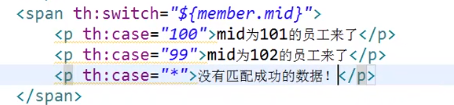 <span th:switch="${member.mid}">
<p th:case="100">mid为101的员工来了</p>
<p th:case="99">mid为102的员工来了</p>
<p th:case="*">没有匹配成功的数据！</p>
</span>